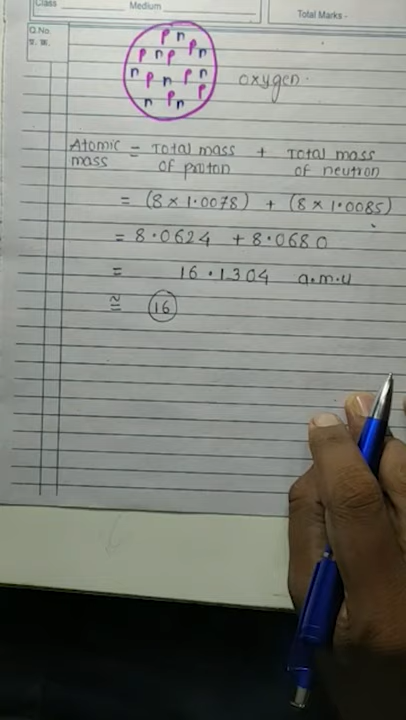 Class Medium
Total Marks -
Q.No.
प्र. क्र.
p n
p n p p n
n p n p n
n p n p
oxygen.
Atomic mass = Total mass of proton + Total mass of neutron
= (8 × 1.0078) + (8 × 1.0085)
= 8.0624 + 8.0680
= 16.1304 a.m.u
≅ 16